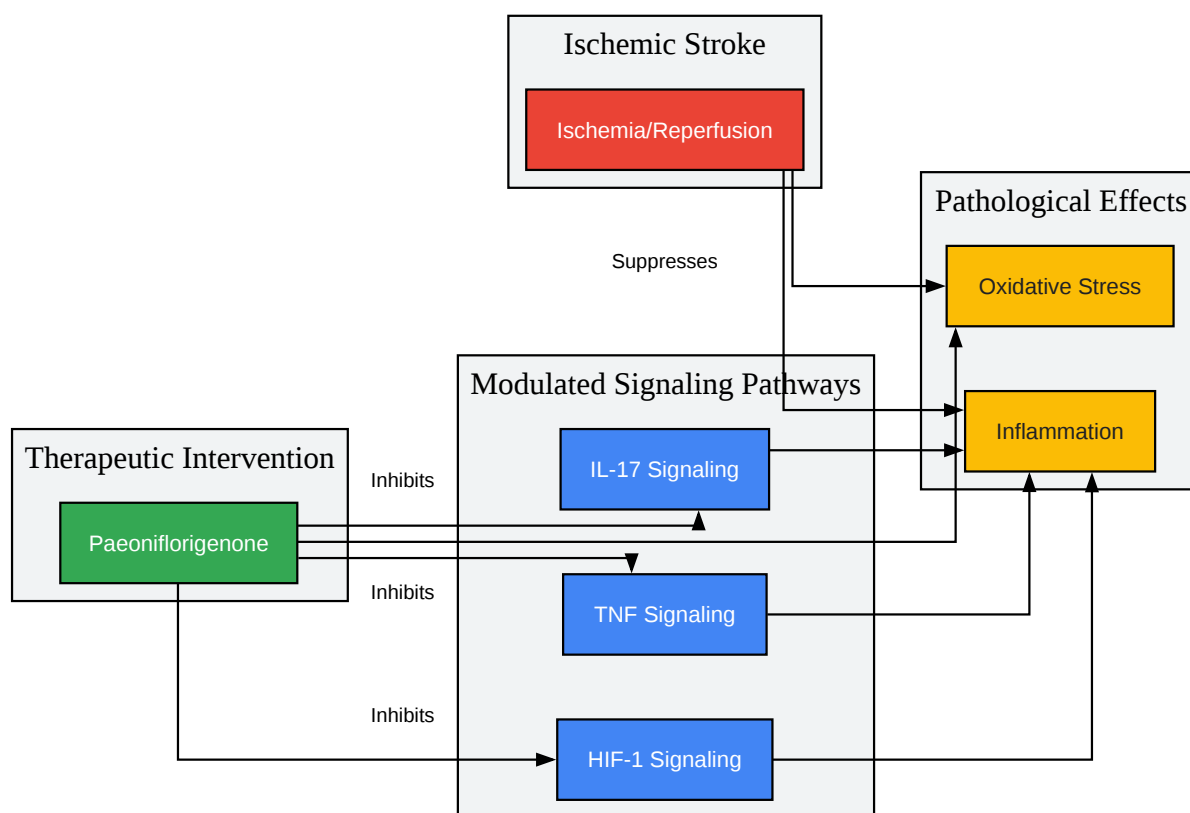 Ischemic Stroke
Ischemia/Reperfusion
Pathological Effects
Suppresses
Oxidative Stress
Modulated Signaling Pathways
Inflammation
Therapeutic Intervention
Inhibits
IL-17 Signaling
Paeoniflorigenone
Inhibits
TNF Signaling
Inhibits
HIF-1 Signaling